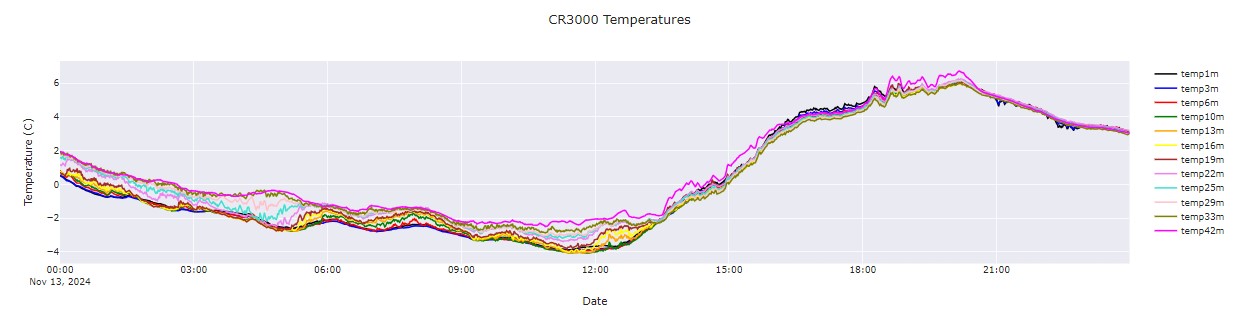 CR3000 Temperatures
Temperature (C)
6
4
2
0
−2
−4
00:00
Nov 13, 2024
03:00
06:00
09:00
12:00
15:00
18:00
21:00
Date
temp1m
temp3m
temp6m
temp10m
temp13m
temp16m
temp19m
temp22m
temp25m
temp29m
temp33m
temp42m